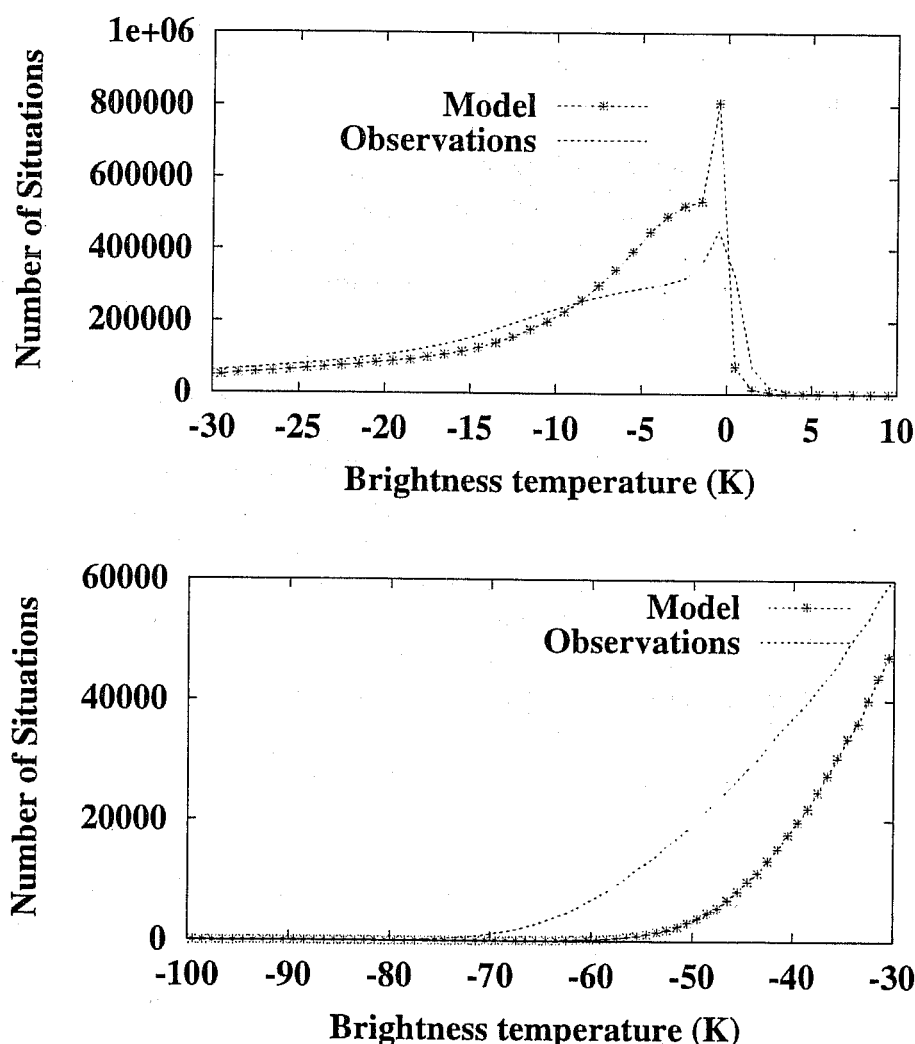 Number of Situations
1e+06
800000
600000
400000
200000
0
Model
Observations
-30 -25 -20 -15 -10 -5 0 5 10
Brightness temperature (K)
Number of Situations
60000
40000
20000
0
Model
Observations
-100 -90 -80 -70 -60 -50 -40 -30
Brightness temperature (K)